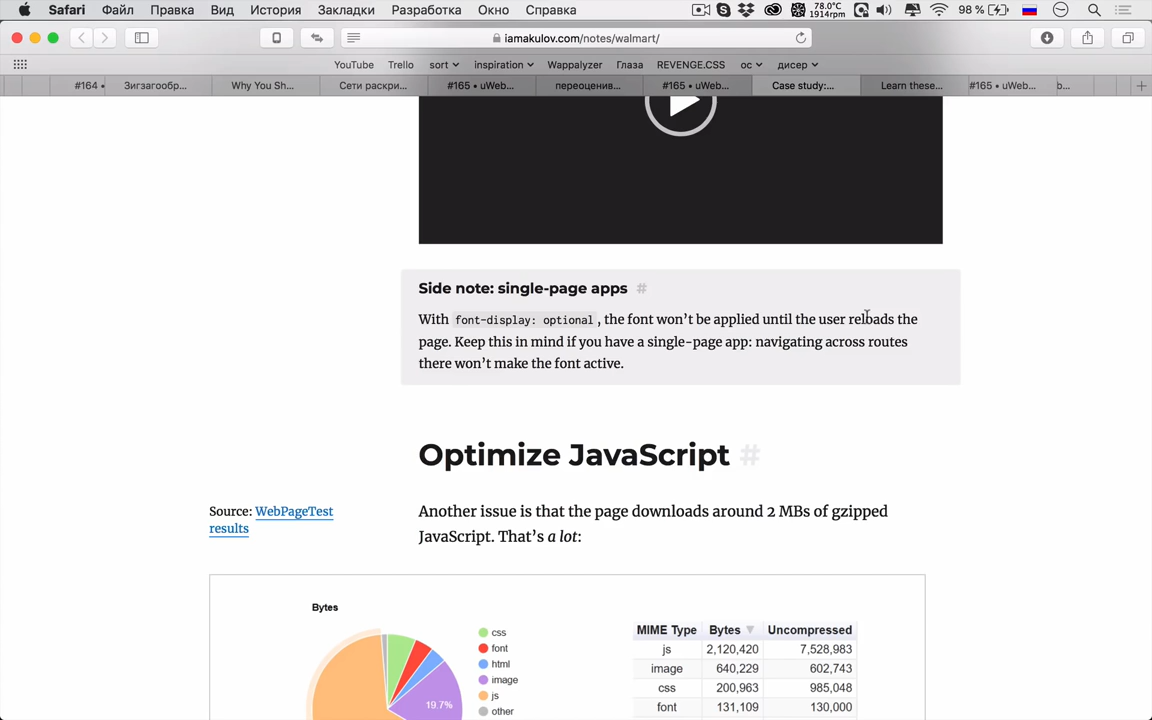 Safari Файл Правка Вид История Закладки Разработка Окно Справка 78.0°C 1914rpm 98 %
iamakulov.com/notes/walmart/
YouTube Trello sort inspiration Wappalyzer Глаза REVENGE.CSS ос дисер
#164 • Зигзагообр... Why You Sh... Сети раскри... #165 • uWeb... переоценив... #165 • uWeb... Case study:... Learn these... #165 • uWeb... b...
Side note: single-page apps #
With font-display: optional, the font won’t be applied until the user reloads the
page. Keep this in mind if you have a single-page app: navigating across routes
there won’t make the font active.
Optimize JavaScript #
Source: WebPageTest
results
Another issue is that the page downloads around 2 MBs of gzipped
JavaScript. That’s a lot:
Bytes
css
font
html
image
js
other
19.7%
MIME Type Bytes Uncompressed
js 2,120,420 7,528,983
image 640,229 602,743
css 200,963 985,048
font 131,109 130,000